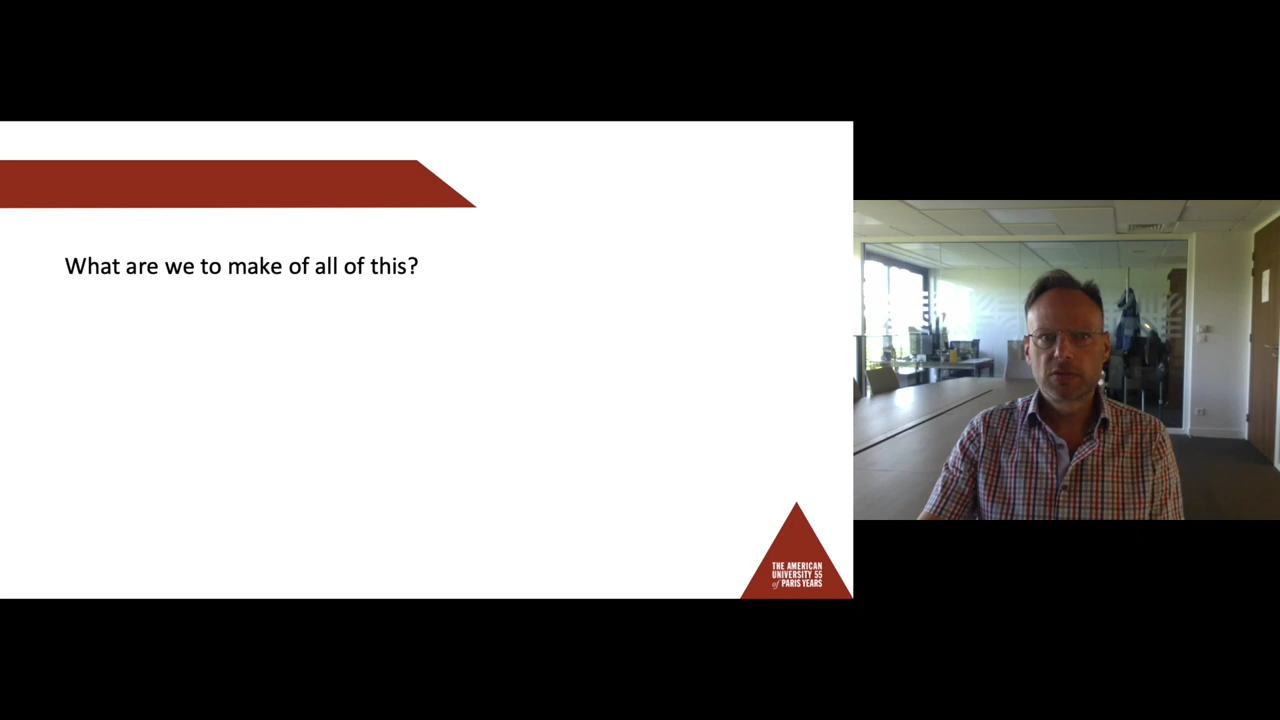 What are we to make of all of this?
THE AMERICAN
UNIVERSITY 55
of PARIS YEARS